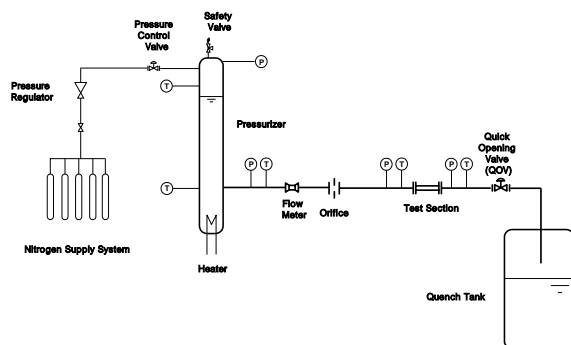 Safety
Valve
Pressure
Control
Valve
P
T
Pressure
Regulator
Pressurizer
Quick
Opening
Valve
(QOV)
P
T
P
T
P
T
T
Flow
Meter
Orifice
Test Section
Nitrogen Supply System
Heater
Quench Tank